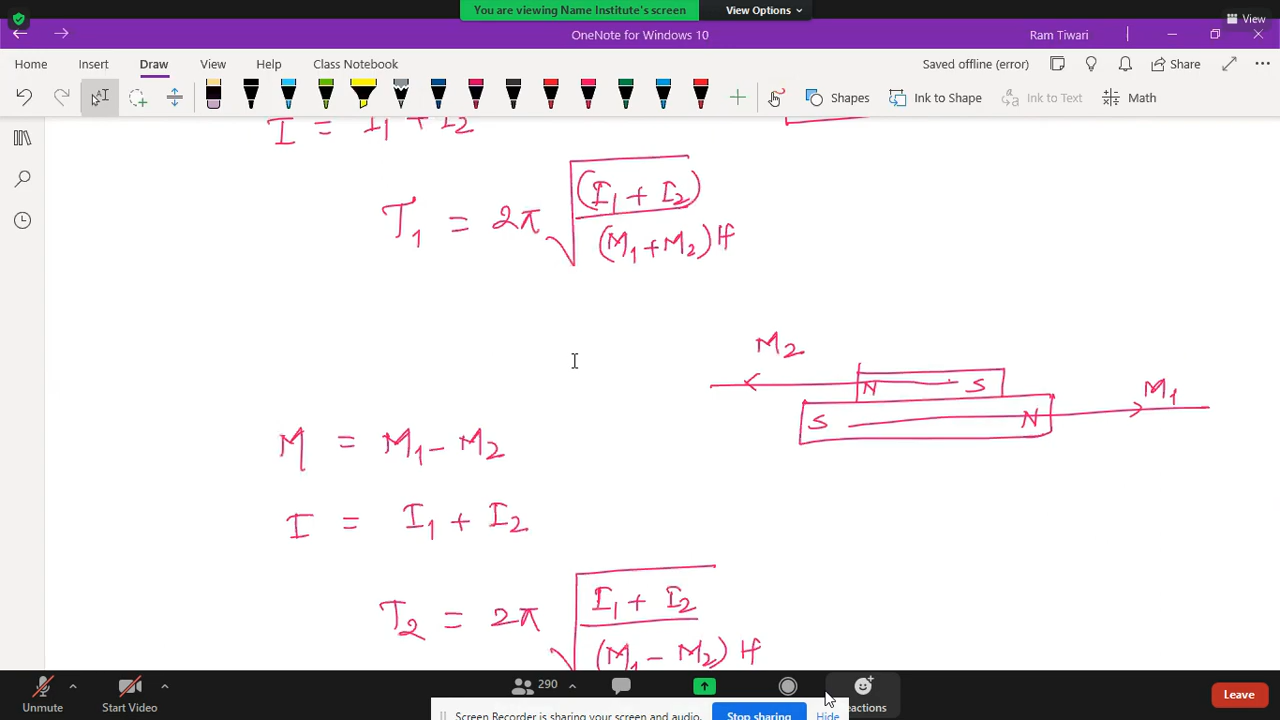 You are viewing Name Institute's screen
View Options
View
OneNote for Windows 10
Ram Tiwari
Home Insert Draw View Help Class Notebook
Saved offline (error)
Share
Shapes
Ink to Shape
Ink to Text
Math
I = I₁ + I₂
T₁ = 2π √((I₁ + I₂) / (M₁ + M₂) H)
M₂
N S
M₁
S N
M = M₁ - M₂
I = I₁ + I₂
T₂ = 2π √(I₁ + I₂ / (M₁ - M₂) H)
290
Unmute
Start Video
eactions
Leave
Screen Recorder is sharing your screen and audio.
Stop sharing
Hide